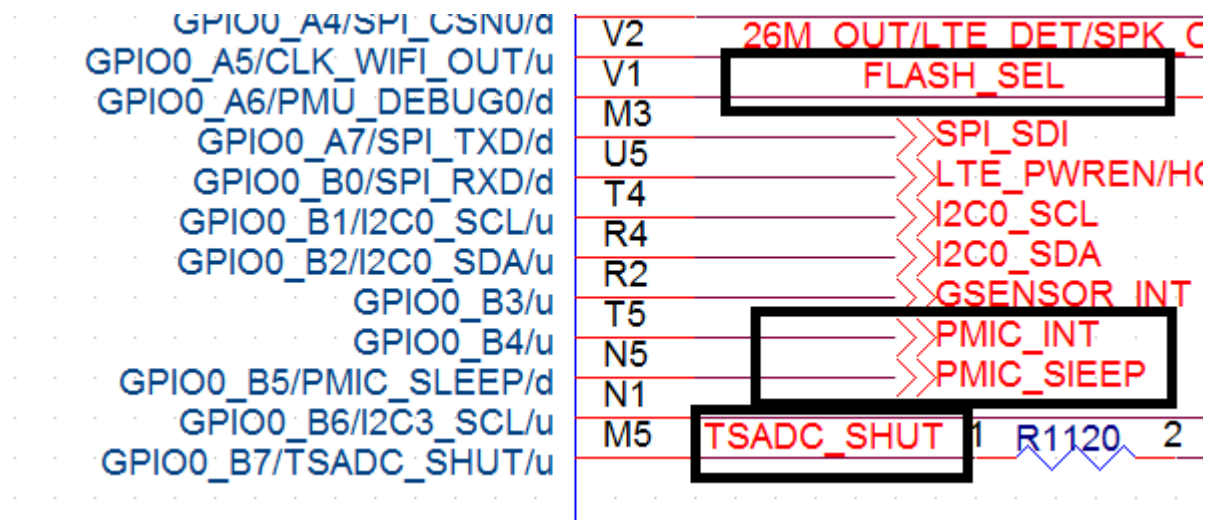 GPIO0_A4/SPI_CSN0/d
GPIO0_A5/CLK_WIFI_OUT/u V2 26M_OUT/LTE_DET/SPK_C
GPIO0_A6/PMU_DEBUG0/d V1 FLASH_SEL
GPIO0_A7/SPI_TXD/d M3 SPI_SDI
GPIO0_B0/SPI_RXD/d U5 LTE_PWREN/HO
GPIO0_B1/I2C0_SCL/u T4 I2C0_SCL
GPIO0_B2/I2C0_SDA/u R4 I2C0_SDA
GPIO0_B3/u R2 GSENSOR_INT
GPIO0_B4/u T5 PMIC_INT
GPIO0_B5/PMIC_SLEEP/d N5 PMIC_SIEEP
GPIO0_B6/I2C3_SCL/u N1
GPIO0_B7/TSADC_SHUT/u M5 TSADC_SHUT 1 R1120 2